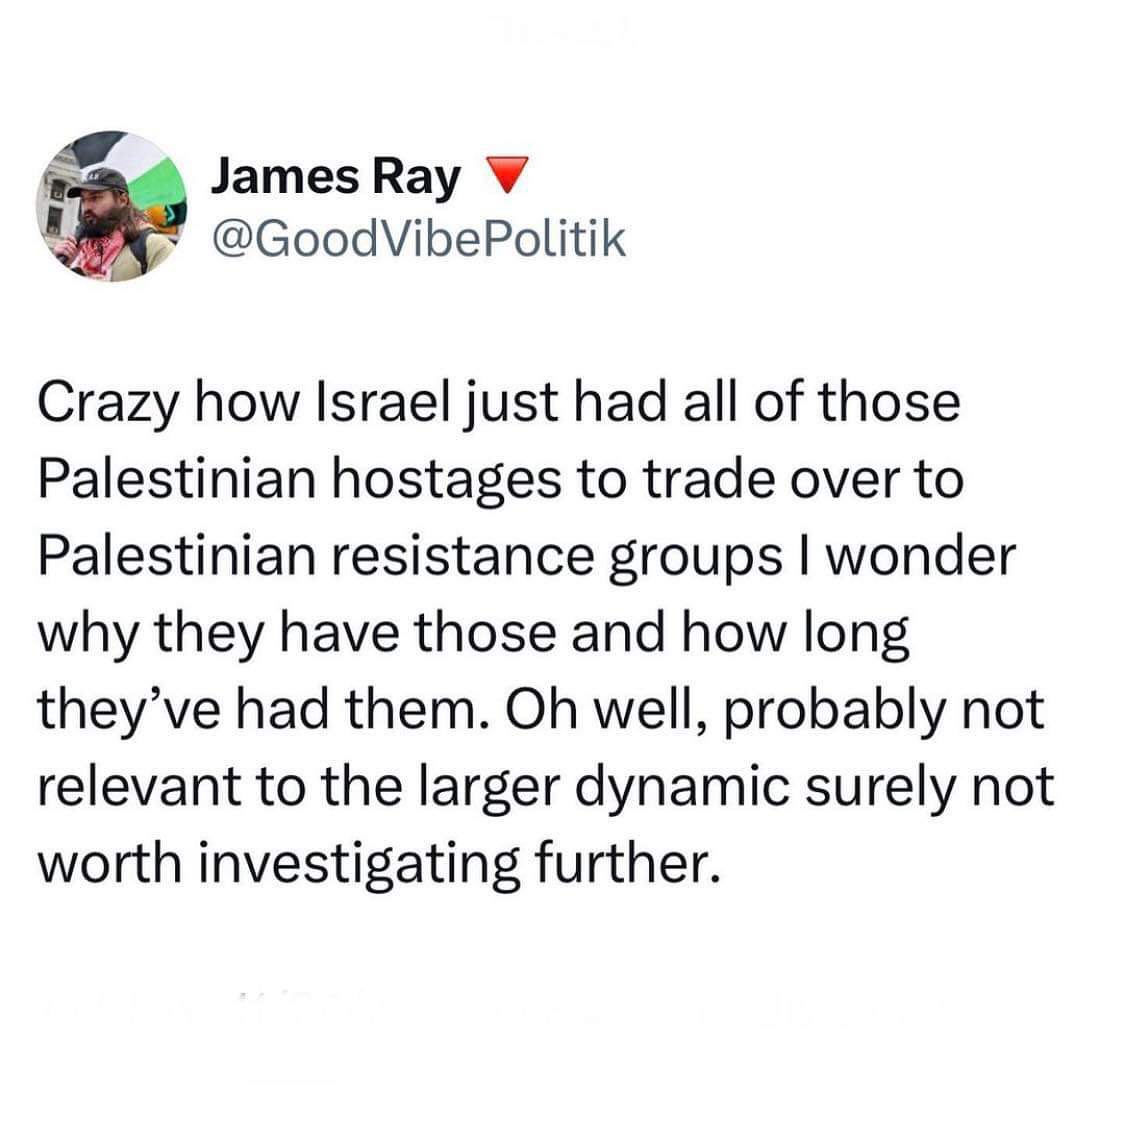 James Ray 🔻
@GoodVibePolitik
Crazy how Israel just had all of those
Palestinian hostages to trade over to
Palestinian resistance groups I wonder
why they have those and how long
they’ve had them. Oh well, probably not
relevant to the larger dynamic surely not
worth investigating further.